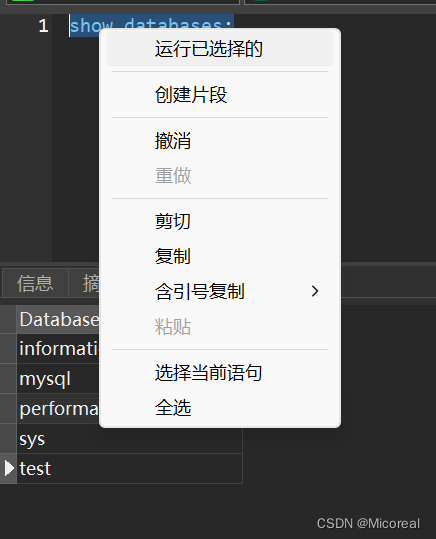 1 show databases;
运行已选择的
创建片段
撤消
重做
剪切
复制
含引号复制
粘贴
选择当前语句
全选
信息
摘
Database
informati
mysql
performa
sys
test
CSDN @Micoreal